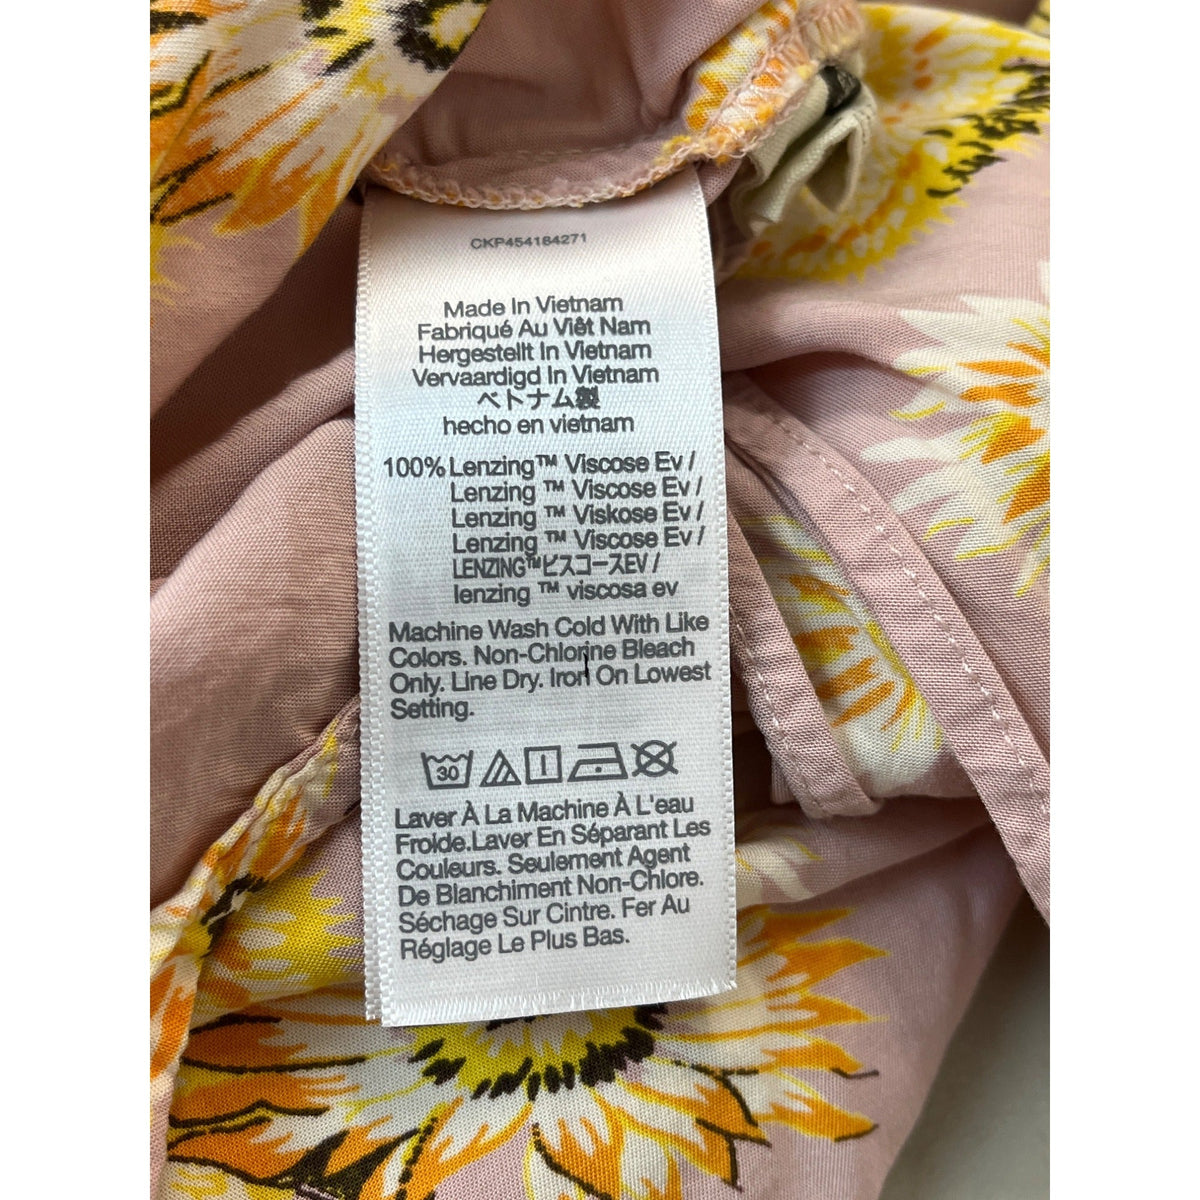 CKP454184271
Made In Vietnam
Fabriqué Au Viêt Nam
Hergestellt In Vietnam
Vervaardigd In Vietnam
ベトナム製
hecho en vietnam
100% Lenzing™ Viscose Ev /
Lenzing ™ Viscose Ev /
Lenzing ™ Viskose Ev /
Lenzing ™ Viscose Ev /
LENZING™ビスコースEV /
lenzing ™ viscosa ev
Machine Wash Cold With Like
Colors. Non-Chlorine Bleach
Only. Line Dry. Iron On Lowest
Setting.
30
Laver À La Machine À L'eau
Froide.Laver En Séparant Les
Couleurs. Seulement Agent
De Blanchiment Non-Chlore.
Séchage Sur Cintre. Fer Au
Réglage Le Plus Bas.